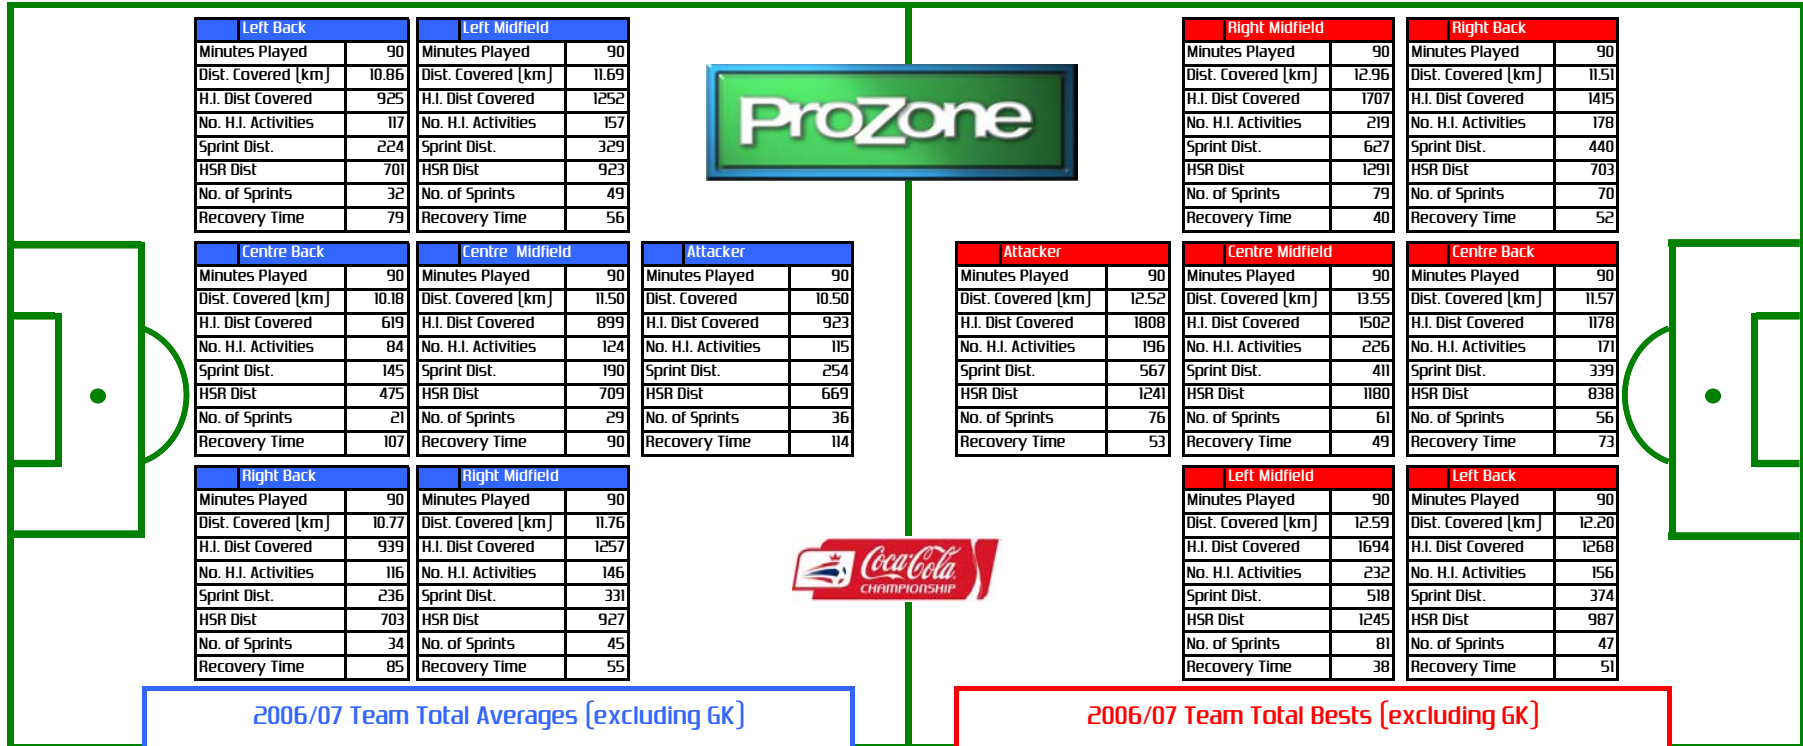 Left Back
Minutes Played 90
Dist. Covered (km) 10.86
H.I. Dist Covered 925
No. H.I. Activities 117
Sprint Dist. 224
HSR Dist 701
No. of Sprints 32
Recovery Time 79
Left Midfield
Minutes Played 90
Dist. Covered (km) 11.69
H.I. Dist Covered 1252
No. H.I. Activities 157
Sprint Dist. 329
HSR Dist 923
No. of Sprints 49
Recovery Time 56
ProZone
Right Midfield
Minutes Played 90
Dist. Covered (km) 12.96
H.I. Dist Covered 1707
No. H.I. Activities 219
Sprint Dist. 627
HSR Dist 1291
No. of Sprints 79
Recovery Time 40
Right Back
Minutes Played 90
Dist. Covered (km) 11.51
H.I. Dist Covered 1415
No. H.I. Activities 178
Sprint Dist. 440
HSR Dist 703
No. of Sprints 70
Recovery Time 52
Centre Back
Minutes Played 90
Dist. Covered (km) 10.18
H.I. Dist Covered 619
No. H.I. Activities 84
Sprint Dist. 145
HSR Dist 475
No. of Sprints 21
Recovery Time 107
Centre Midfield
Minutes Played 90
Dist. Covered (km) 11.50
H.I. Dist Covered 899
No. H.I. Activities 124
Sprint Dist. 190
HSR Dist 709
No. of Sprints 29
Recovery Time 90
Attacker
Minutes Played 90
Dist. Covered 10.50
H.I. Dist Covered 923
No. H.I. Activities 115
Sprint Dist. 254
HSR Dist 669
No. of Sprints 36
Recovery Time 114
Attacker
Minutes Played 90
Dist. Covered (km) 12.52
H.I. Dist Covered 1808
No. H.I. Activities 196
Sprint Dist. 567
HSR Dist 1241
No. of Sprints 76
Recovery Time 53
Centre Midfield
Minutes Played 90
Dist. Covered (km) 13.55
H.I. Dist Covered 1502
No. H.I. Activities 226
Sprint Dist. 411
HSR Dist 1180
No. of Sprints 61
Recovery Time 49
Centre Back
Minutes Played 90
Dist. Covered (km) 11.57
H.I. Dist Covered 1178
No. H.I. Activities 171
Sprint Dist. 339
HSR Dist 838
No. of Sprints 56
Recovery Time 73
Right Back
Minutes Played 90
Dist. Covered (km) 10.77
H.I. Dist Covered 939
No. H.I. Activities 116
Sprint Dist. 236
HSR Dist 703
No. of Sprints 34
Recovery Time 85
Right Midfield
Minutes Played 90
Dist. Covered (km) 11.76
H.I. Dist Covered 1257
No. H.I. Activities 146
Sprint Dist. 331
HSR Dist 927
No. of Sprints 45
Recovery Time 55
Coca-Cola
CHAMPIONSHIP
Left Midfield
Minutes Played 90
Dist. Covered (km) 12.59
H.I. Dist Covered 1694
No. H.I. Activities 232
Sprint Dist. 518
HSR Dist 1245
No. of Sprints 81
Recovery Time 38
Left Back
Minutes Played 90
Dist. Covered (km) 12.20
H.I. Dist Covered 1268
No. H.I. Activities 156
Sprint Dist. 374
HSR Dist 987
No. of Sprints 47
Recovery Time 51
2006/07 Team Total Averages (excluding GK)
2006/07 Team Total Bests (excluding GK)